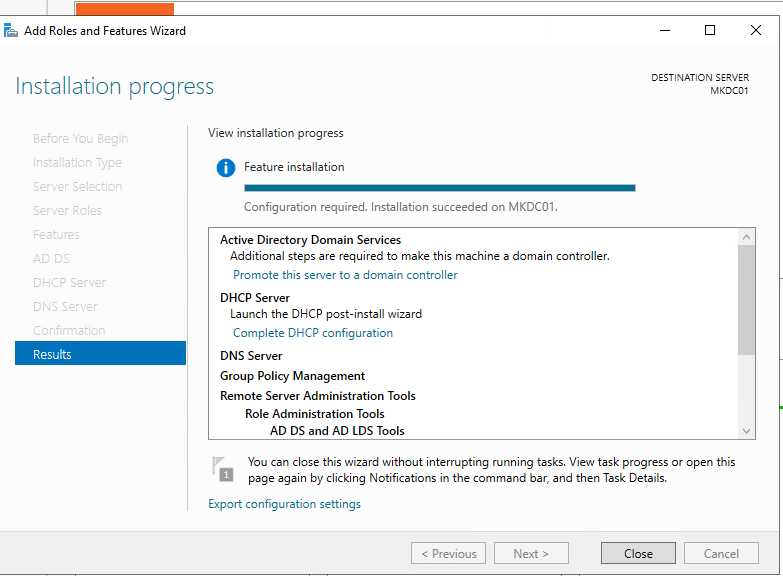 Add Roles and Features Wizard
Installation progress
DESTINATION SERVER
MKDC01
Before You Begin
Installation Type
Server Selection
Server Roles
Features
AD DS
DHCP Server
DNS Server
Confirmation
Results
View installation progress
Feature installation
Configuration required. Installation succeeded on MKDC01.
Active Directory Domain Services
Additional steps are required to make this machine a domain controller.
Promote this server to a domain controller
DHCP Server
Launch the DHCP post-install wizard
Complete DHCP configuration
DNS Server
Group Policy Management
Remote Server Administration Tools
Role Administration Tools
AD DS and AD LDS Tools
1
You can close this wizard without interrupting running tasks. View task progress or open this
page again by clicking Notifications in the command bar, and then Task Details.
Export configuration settings
< Previous
Next >
Close
Cancel